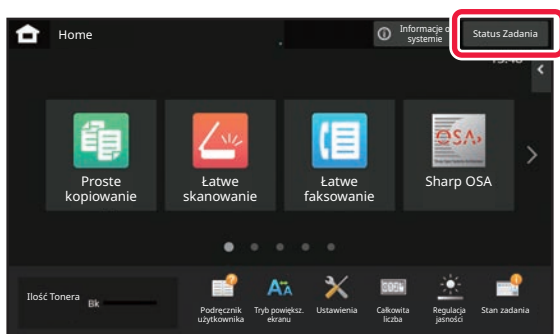 Home
Informacje o
systemie
Status Zadania
Proste
kopiowanie
Łatwe
skanowanie
Łatwe
faksowanie
OSA
Sharp OSA
Ilość Tonera
Bk
Podręcznik
użytkownika
Tryb powiększ.
ekranu
Ustawienia
Całkowita
liczba
Regulacja
jasności
Stan zadania